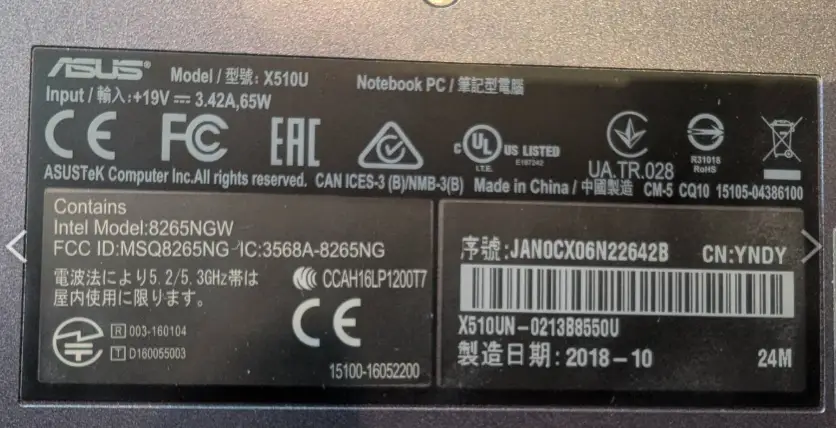 ASUS Model / 型號: X510U Notebook PC / 筆記型電腦
Input / 輸入: +19V ⎓ 3.42A, 65W
CE FC EAC c UL US LISTED I.T.E. E187242 UA.TR.028 R31016 RoHS
ASUSTeK Computer Inc. All rights reserved. CAN ICES-3 (B)/NMB-3(B) Made in China / 中國製造 CM-5 CQ10 15105-04386100
Contains
Intel Model:8265NGW
FCC ID:MSQ8265NG IC:3568A-8265NG
電波法により5.2/5.3GHz帯は
屋内使用に限ります。
CCAH16LP1200T7
CE
R 003-160104
T D160055003
15100-16052200
序號:JAN0CX06N22642B CN:YNDY
X510UN-0213B8550U
製造日期: 2018-10 24M